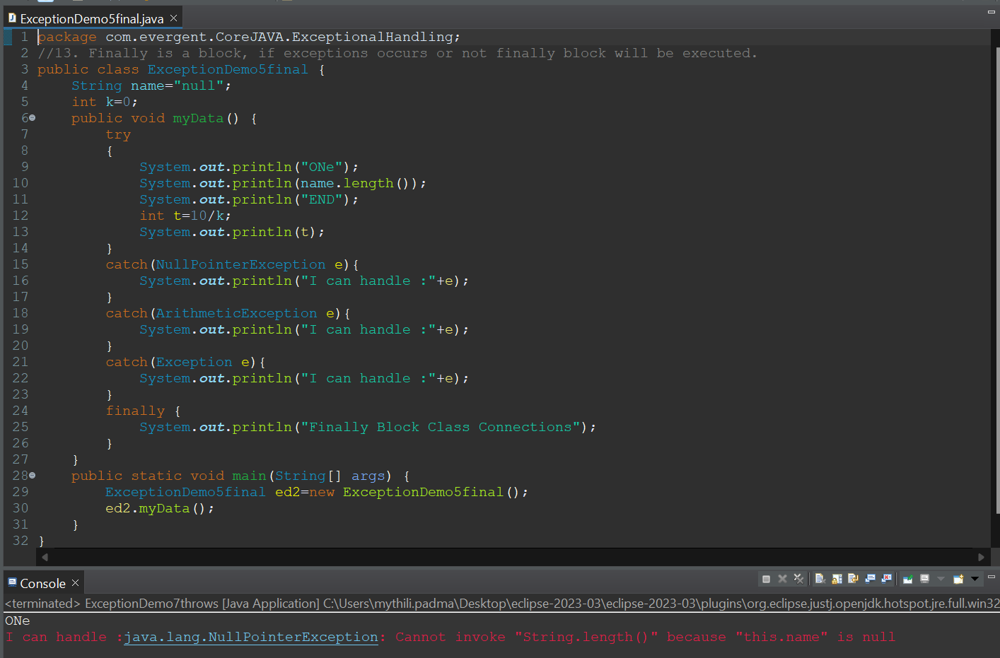 ExceptionDemo5final.java
1 package com.evergent.CoreJAVA.ExceptionalHandling;
2 //13. Finally is a block, if exceptions occurs or not finally block will be executed.
3 public class ExceptionDemo5final {
4     String name="null";
5     int k=0;
6     public void myData() {
7         try
8         {
9             System.out.println("ONe");
10             System.out.println(name.length());
11             System.out.println("END");
12             int t=10/k;
13             System.out.println(t);
14         }
15         catch(NullPointerException e){
16             System.out.println("I can handle :"+e);
17         }
18         catch(ArithmeticException e){
19             System.out.println("I can handle :"+e);
20         }
21         catch(Exception e){
22             System.out.println("I can handle :"+e);
23         }
24         finally {
25             System.out.println("Finally Block Class Connections");
26         }
27     }
28     public static void main(String[] args) {
29         ExceptionDemo5final ed2=new ExceptionDemo5final();
30         ed2.myData();
31     }
32 }
Console
<terminated> ExceptionDemo7throws [Java Application] C:\Users\mythili.padma\Desktop\eclipse-2023-03\eclipse-2023-03\plugins\org.eclipse.justj.openjdk.hotspot.jre.full.win32
ONe
I can handle :java.lang.NullPointerException: Cannot invoke "String.length()" because "this.name" is null